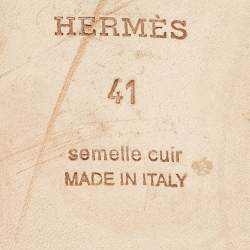 HERMÈS
41
semelle cuir
MADE IN ITALY